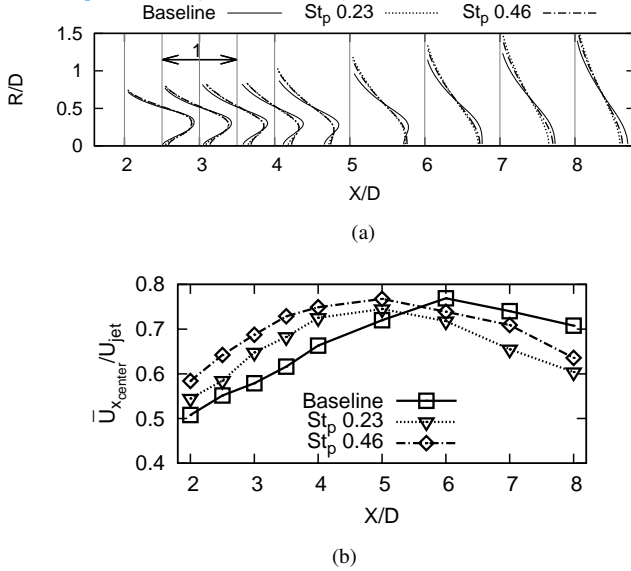 Baseline St_p 0.23 St_p 0.46
1.5
1
0.5
0
R/D
1
2 3 4 5 6 7 8
X/D
(a)
0.8
0.7
0.6
0.5
0.4
U̅_x_center/U_jet
Baseline
St_p 0.23
St_p 0.46
2 3 4 5 6 7 8
X/D
(b)